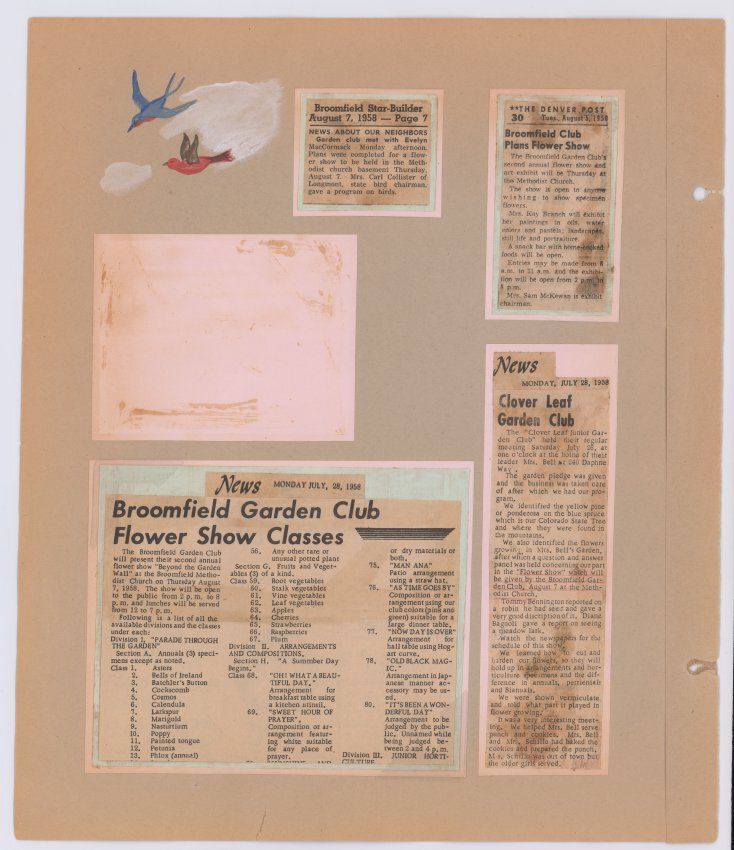 Broomfield Star-Builder
August 7, 1958 — Page 7
NEWS ABOUT OUR NEIGHBORS
Garden club met with Evelyn
MacCormack Monday afternoon.
Plans were completed for a flow-
er show to be held in the Meth-
odist church basement Thursday,
August 7. Mrs. Carl Collister of
Longmont, state bird chairman,
gave a program on birds.
**THE DENVER POST
30 Tues., August 5, 1958
Broomfield Club
Plans Flower Show
The Broomfield Garden Club's
second annual flower show and
art exhibit will be Thursday at
the Methodist Church.
The show is open to anyone
wishing to show specimen
flowers.
Mrs. Kay Branch will exhibit
her paintings in oils, water
colors and pastels; landscapes,
still life and portraiture.
A snack bar with home-cooked
foods will be open.
Entries may be made from 8
a.m. to 11 a.m. and the exhibi-
tion will be open from 2 p.m. to
8 p.m.
Mrs. Sam McKewan is exhibit
chairman.
News
MONDAY, JULY 28, 1958
Clover Leaf
Garden Club
The "Clover Leaf Junior Gar-
den Club" held their regular
meeting Saturday July 26, at
one o'clock at the home of their
leader Mrs. Bell at Daphne
Way.
The garden pledge was given
and the business was taken care
of after which we had our pro-
gram.
We identified the yellow pine
or ponderosa on the blue spruce
which is our Colorado State Tree
and where they were found in
the mountains.
We also identified the flowers
growing in Mrs. Bell's Garden,
after which a question and answer
panel was held concerning our part
in the "Flower Show" which will
be given by the Broomfield Gar-
den Club, August 7 at the Meth-
odist Church.
Tommy Bennington reported on
a robin he had seen and gave a
very good disctiption of it, Diane
Bagnoli gave a report on seeing
a meadow lark.
Watch the newspapers for the
schedule of this show.
We learned how to cut and
harden our flowers, so they will
hold up in arrangements and hor-
ticulture specimens and the dif-
ference in annuals, perrienials
and Bianuals.
We were shown vermiculate
and told what part it played in
flower growing.
It was a very interesting meet-
ing. We helped Mrs. Bell serve
punch and cookies. Mrs. Bell
and Mrs. Schillo had baked the
cookies and prepared the punch,
Mrs. Schillo was out of town but
the older girls served.
News MONDAY JULY, 28, 1958
Broomfield Garden Club
Flower Show Classes
The Broomfield Garden Club
will present their second annual
flower show "Beyond the Garden
Wall" at the Broomfield Metho-
dist Church on Thursday August
7, 1958. The show will be open
to the public from 2 p.m. to 8
p.m. and lunches will be served
from 12 to 7 p.m.
Following is a list of all the
available divisions and the classes
under each:
Division I. "PARADE THROUGH
THE GARDEN"
Section A. Annuals (3) speci-
mens except as noted.
Class 1. Asters
2. Bells of Ireland
3. Batchler's Button
4. Cockscomb
5. Cosmos
6. Calendula
7. Larkspur
8. Marigold
9. Nasturtium
10. Poppy
11. Painted tongue
12. Petunia
13. Phlox (annual)
56. Any other rare or
unusual potted plant
Section G. Fruits and Veget-
ables (3) of a kind.
Class 59. Root vegetables
60. Stalk vegetables
61. Vine vegetables
62. Leaf vegetables
63. Apples
64. Cherries
65. Strawberries
66. Raspberries
67. Plum
Division II. ARRANGEMENTS
AND COMPOSITIONS.
Section H. "A Summber Day
Begins."
Class 68. "OH! WHAT A BEAU-
TIFUL DAY."
Arrangement for
breakfast table using
a kitchen utinsil.
69. "SWEET HOUR OF
PRAYER".
Composition or ar-
rangement featur-
ing white suitable
for any place of
prayer.
or dry materials or
both.
75. "MAN ANA"
Patio arrangement
using a straw hat.
76. "AS TIME GOES BY"
Composition or ar-
rangement using our
club colors (pink and
green) suitable for a
large dinner table.
77. "NOW DAY IS OVER"
Arrangement for
hall table using Hog-
art curve.
78. "OLD BLACK MAG-
IC."
Arrangement in Jap-
anese manner ac-
cessory may be us-
ed.
80. "IT'S BEEN A WON-
DERFUL DAY"
Arrangement to be
judged by the pub-
lic, Unnamed while
being judged be-
tween 2 and 4 p.m.
Division III. JUNIOR HORTI-
CULTURE